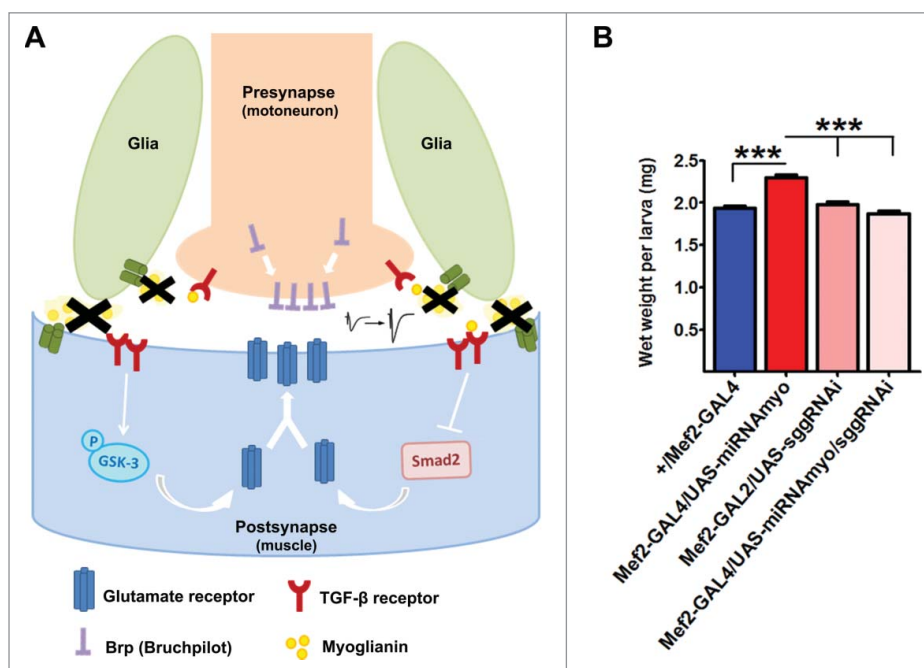 A
Presynapse
(motoneuron)
Glia
Glia
P
GSK-3
Smad2
Postsynapse
(muscle)
Glutamate receptor
TGF-β receptor
Brp (Bruchpilot)
Myoglianin
B
***
***
Wet weight per larva (mg)
2.5
2.0
1.5
1.0
0.5
+/Mef2-GAL4
Mef2-GAL4/UAS-miRNAmyo
Mef2-GAL2/UAS-sggRNAi
Mef2-GAL4/UAS-miRNAmyo/sggRNAi